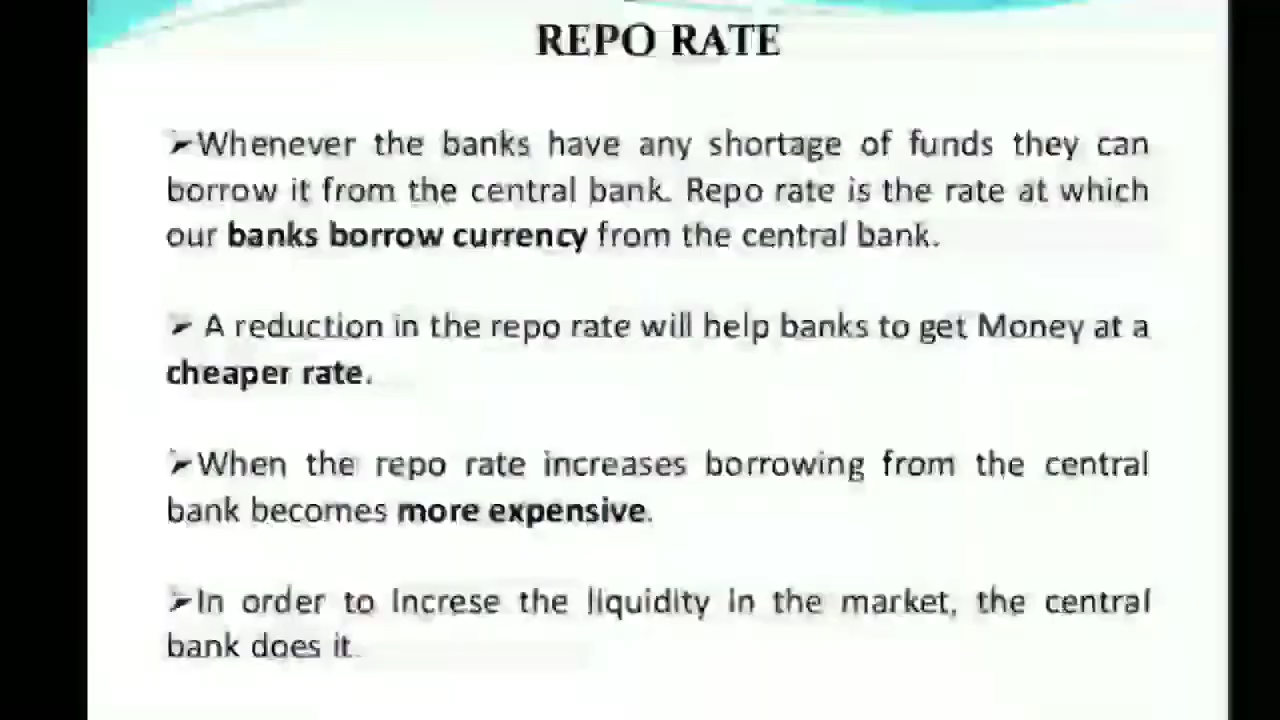 REPO RATE
➢Whenever the banks have any shortage of funds they can
borrow it from the central bank. Repo rate is the rate at which
our banks borrow currency from the central bank.
➢ A reduction in the repo rate will help banks to get Money at a
cheaper rate.
➢When the repo rate increases borrowing from the central
bank becomes more expensive.
➢In order to increse the liquidity in the market, the central
bank does it.